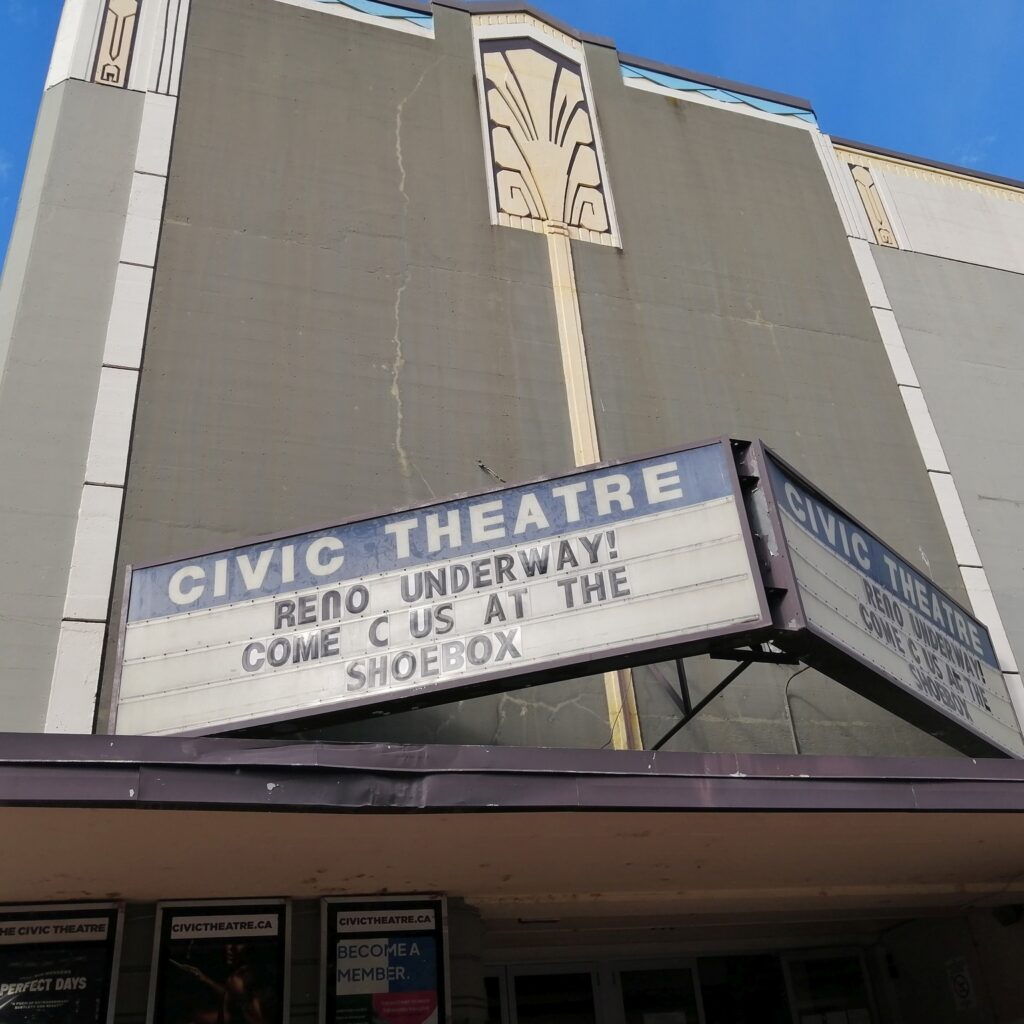 CIVIC THEATRE
RENO UNDERWAY!
COME C US AT THE
SHOEBOX
CIVIC THEATRE
RENO UNDERWAY!
COME C US AT THE
SHOEBOX
HE CIVIC THEATRE
PERFECT DAYS
CIVICTHEATRE.CA
CIVICTHEATRE.CA
BECOME A
MEMBER.